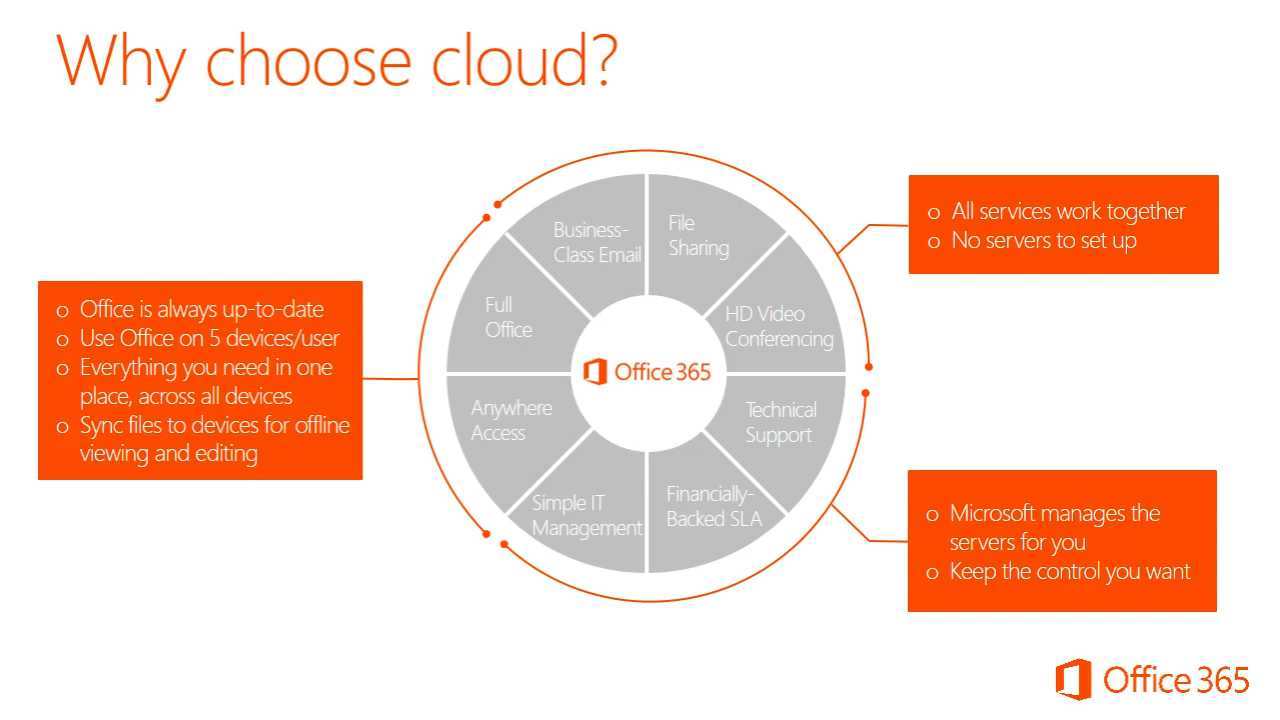 Why choose cloud?
Business-
Class Email
File
Sharing
HD Video
Conferencing
Technical
Support
Financially-
Backed SLA
Simple IT
Management
Anywhere
Access
Full
Office
Office 365
o All services work together
o No servers to set up
o Office is always up-to-date
o Use Office on 5 devices/user
o Everything you need in one
place, across all devices
o Sync files to devices for offline
viewing and editing
o Microsoft manages the
servers for you
o Keep the control you want
Office 365